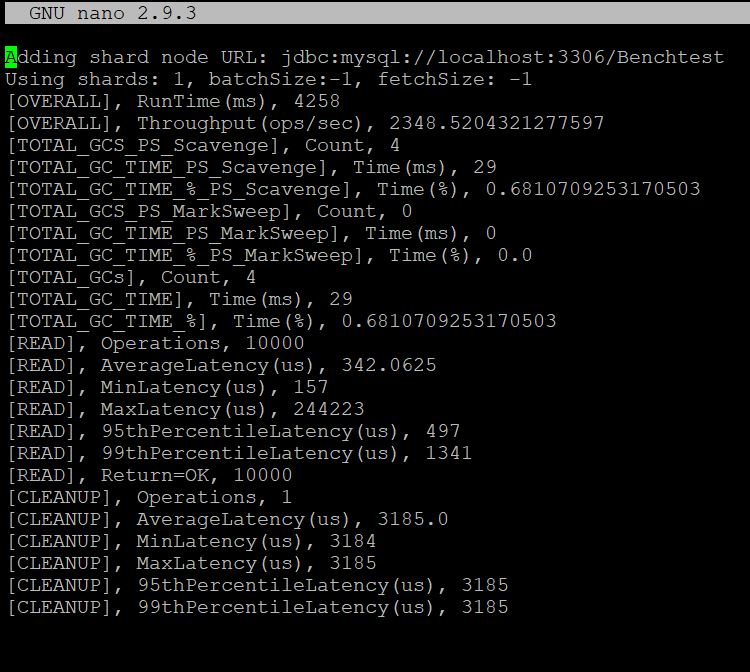 GNU nano 2.9.3
Adding shard node URL: jdbc:mysql://localhost:3306/Benchtest
Using shards: 1, batchSize:-1, fetchSize: -1
[OVERALL], RunTime(ms), 4258
[OVERALL], Throughput(ops/sec), 2348.5204321277597
[TOTAL_GCS_PS_Scavenge], Count, 4
[TOTAL_GC_TIME_PS_Scavenge], Time(ms), 29
[TOTAL_GC_TIME_%_PS_Scavenge], Time(%), 0.6810709253170503
[TOTAL_GCS_PS_MarkSweep], Count, 0
[TOTAL_GC_TIME_PS_MarkSweep], Time(ms), 0
[TOTAL_GC_TIME_%_PS_MarkSweep], Time(%), 0.0
[TOTAL_GCs], Count, 4
[TOTAL_GC_TIME], Time(ms), 29
[TOTAL_GC_TIME_%], Time(%), 0.6810709253170503
[READ], Operations, 10000
[READ], AverageLatency(us), 342.0625
[READ], MinLatency(us), 157
[READ], MaxLatency(us), 244223
[READ], 95thPercentileLatency(us), 497
[READ], 99thPercentileLatency(us), 1341
[READ], Return=OK, 10000
[CLEANUP], Operations, 1
[CLEANUP], AverageLatency(us), 3185.0
[CLEANUP], MinLatency(us), 3184
[CLEANUP], MaxLatency(us), 3185
[CLEANUP], 95thPercentileLatency(us), 3185
[CLEANUP], 99thPercentileLatency(us), 3185